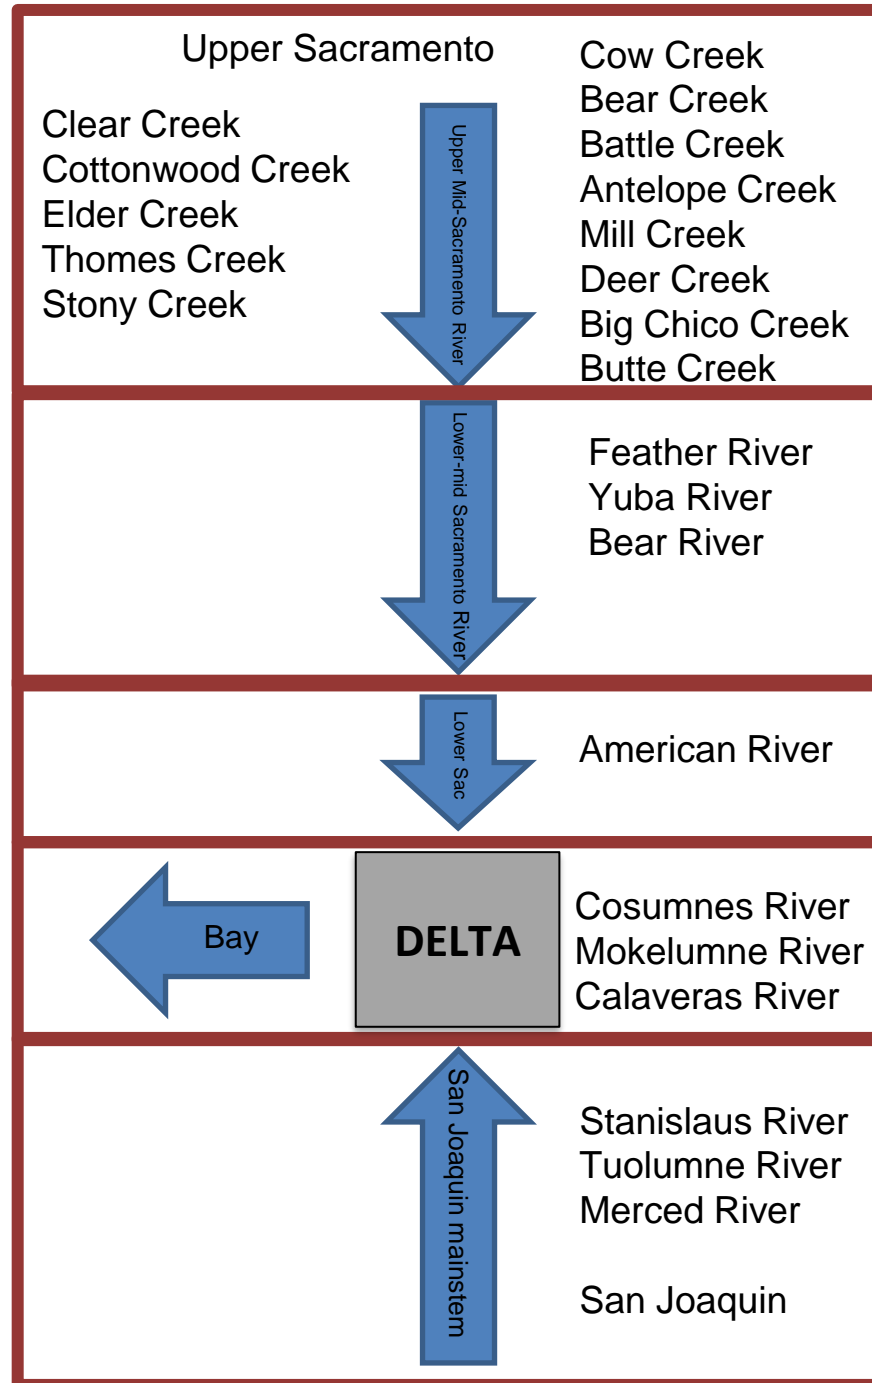 Upper Sacramento
Clear Creek
Cottonwood Creek
Elder Creek
Thomes Creek
Stony Creek
Upper Mid-Sacramento River
Cow Creek
Bear Creek
Battle Creek
Antelope Creek
Mill Creek
Deer Creek
Big Chico Creek
Butte Creek
Lower-mid Sacramento River
Feather River
Yuba River
Bear River
Lower Sac
American River
Bay
DELTA
Cosumnes River
Mokelumne River
Calaveras River
San Joaquin mainstem
Stanislaus River
Tuolumne River
Merced River
San Joaquin